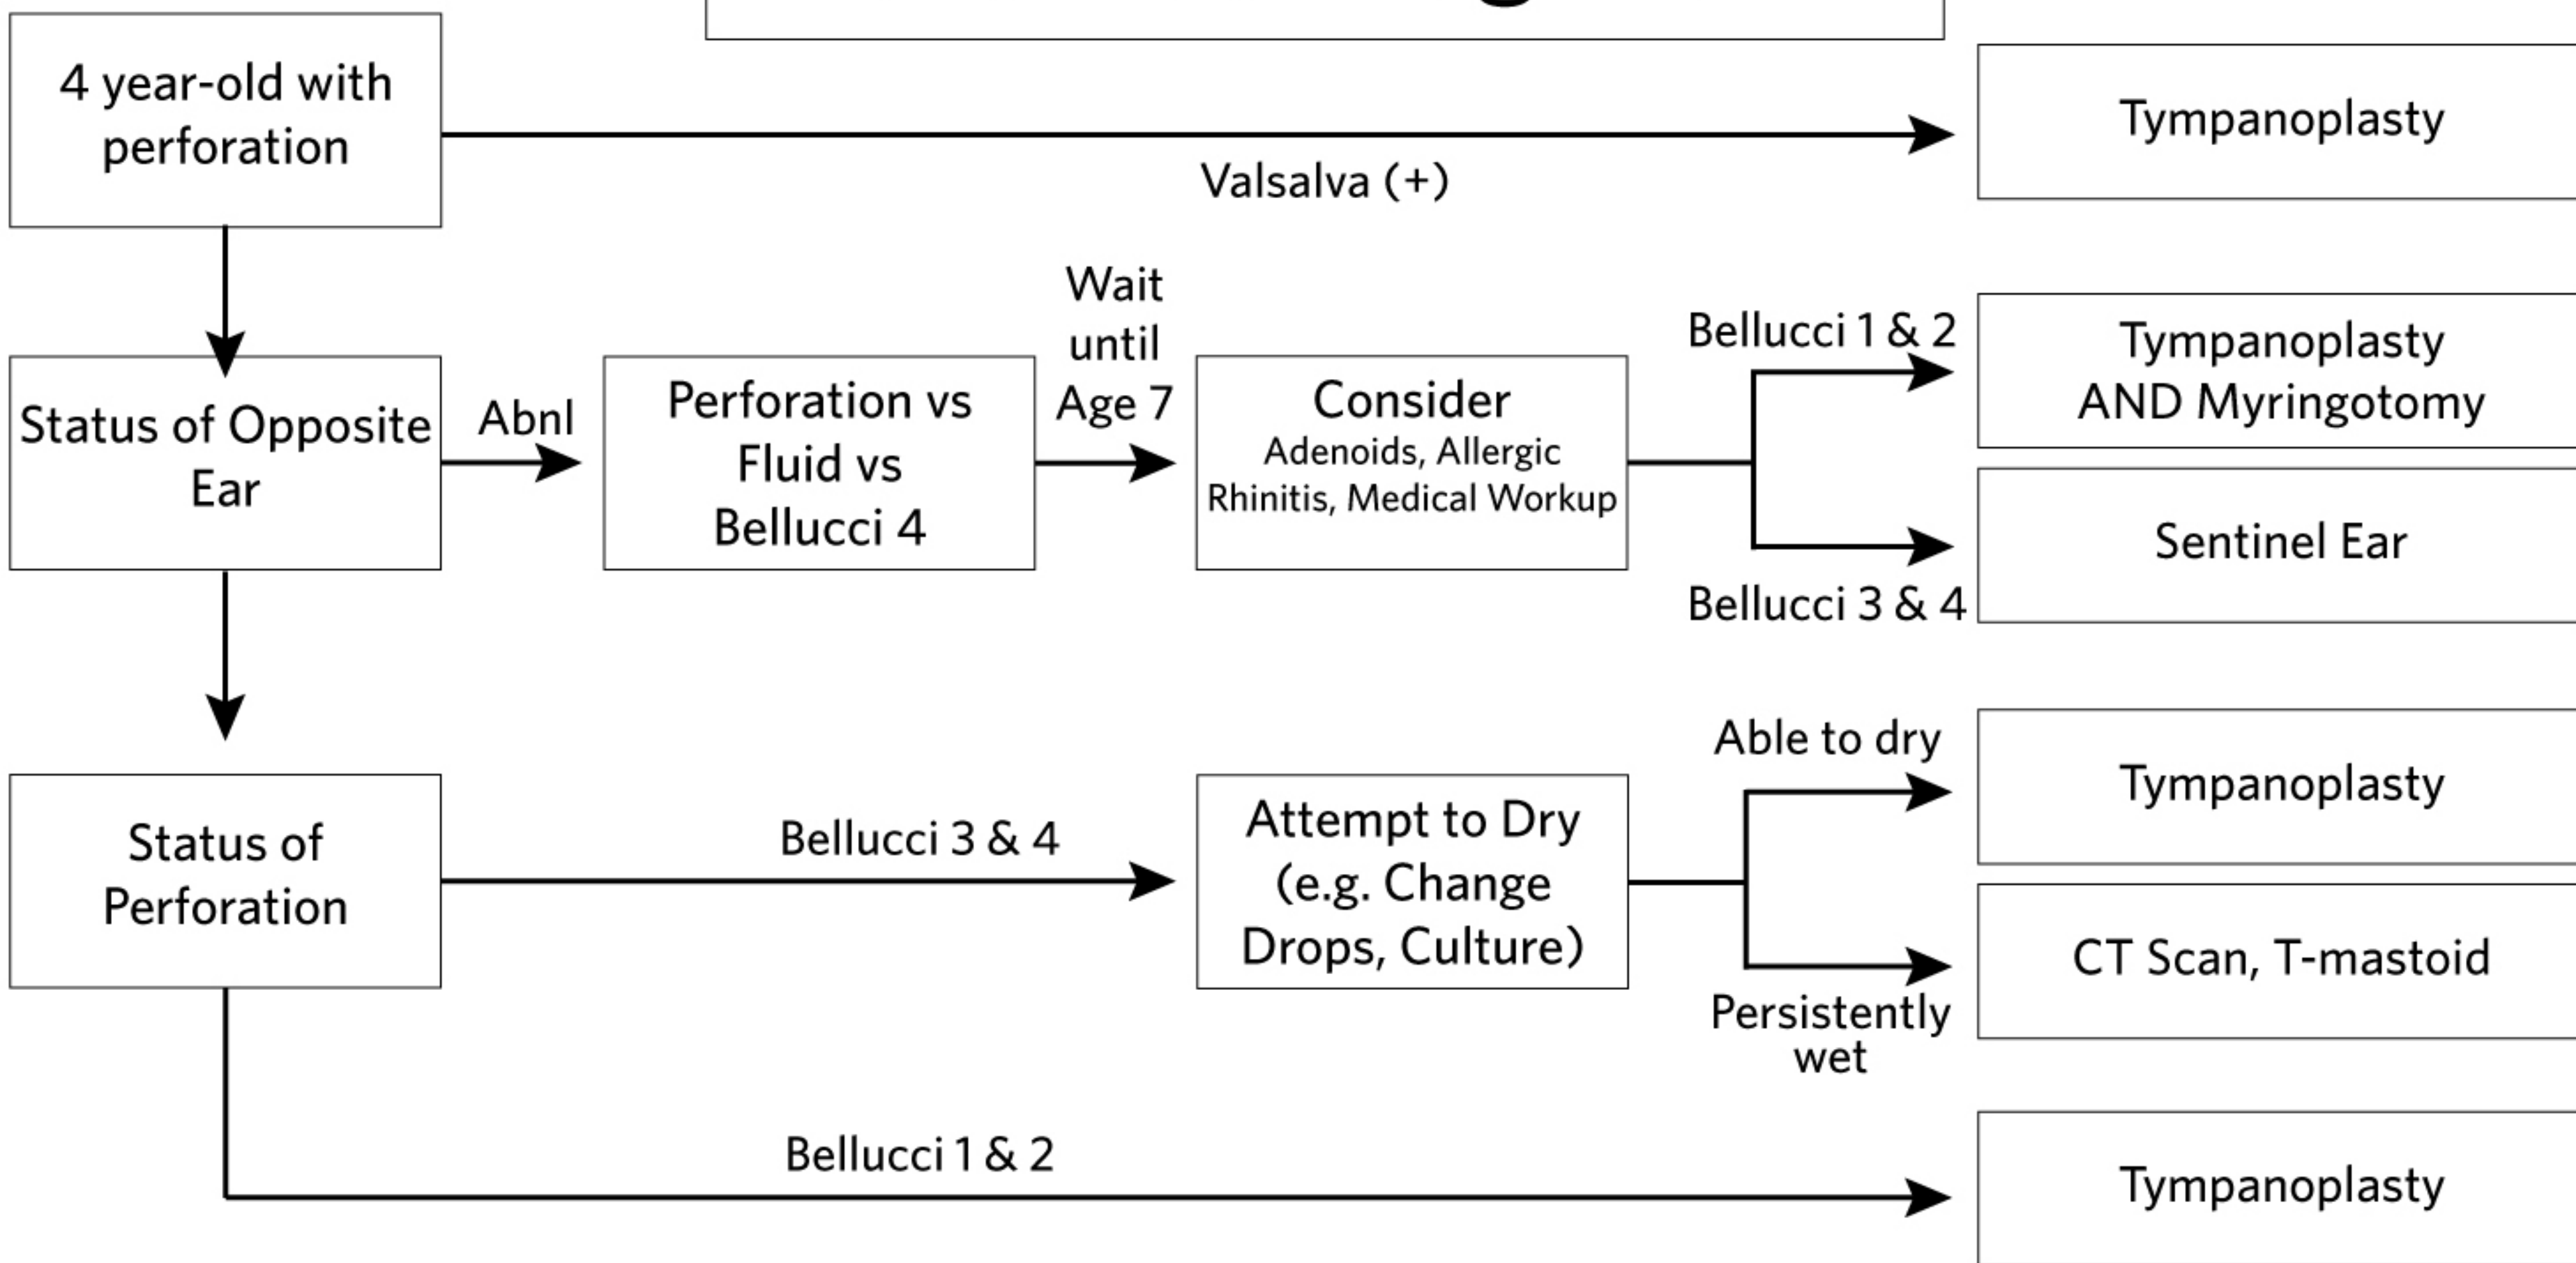 4 year-old with
perforation
Valsalva (+)
Tympanoplasty
Status of Opposite
Ear
Abnl
Perforation vs
Fluid vs
Bellucci 4
Wait
until
Age 7
Consider
Adenoids, Allergic
Rhinitis, Medical Workup
Bellucci 1 & 2
Tympanoplasty
AND Myringotomy
Bellucci 3 & 4
Sentinel Ear
Status of
Perforation
Bellucci 3 & 4
Attempt to Dry
(e.g. Change
Drops, Culture)
Able to dry
Tympanoplasty
Persistently
wet
CT Scan, T-mastoid
Bellucci 1 & 2
Tympanoplasty